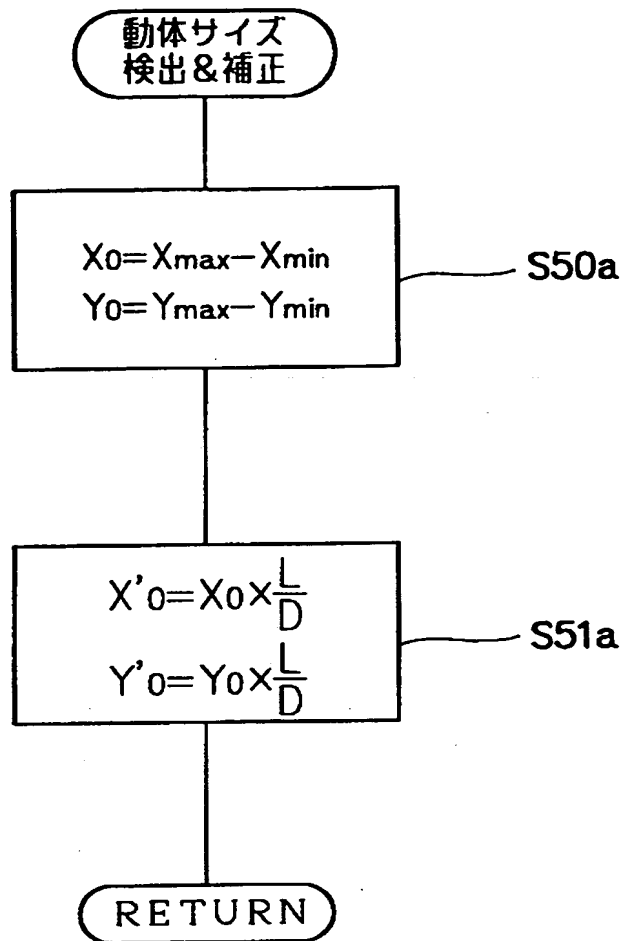 動体サイズ
検出&補正
X0=Xmax−Xmin
Y0=Ymax−Ymin
S50a
X'0=X0×L/D
Y'0=Y0×L/D
S51a
RETURN